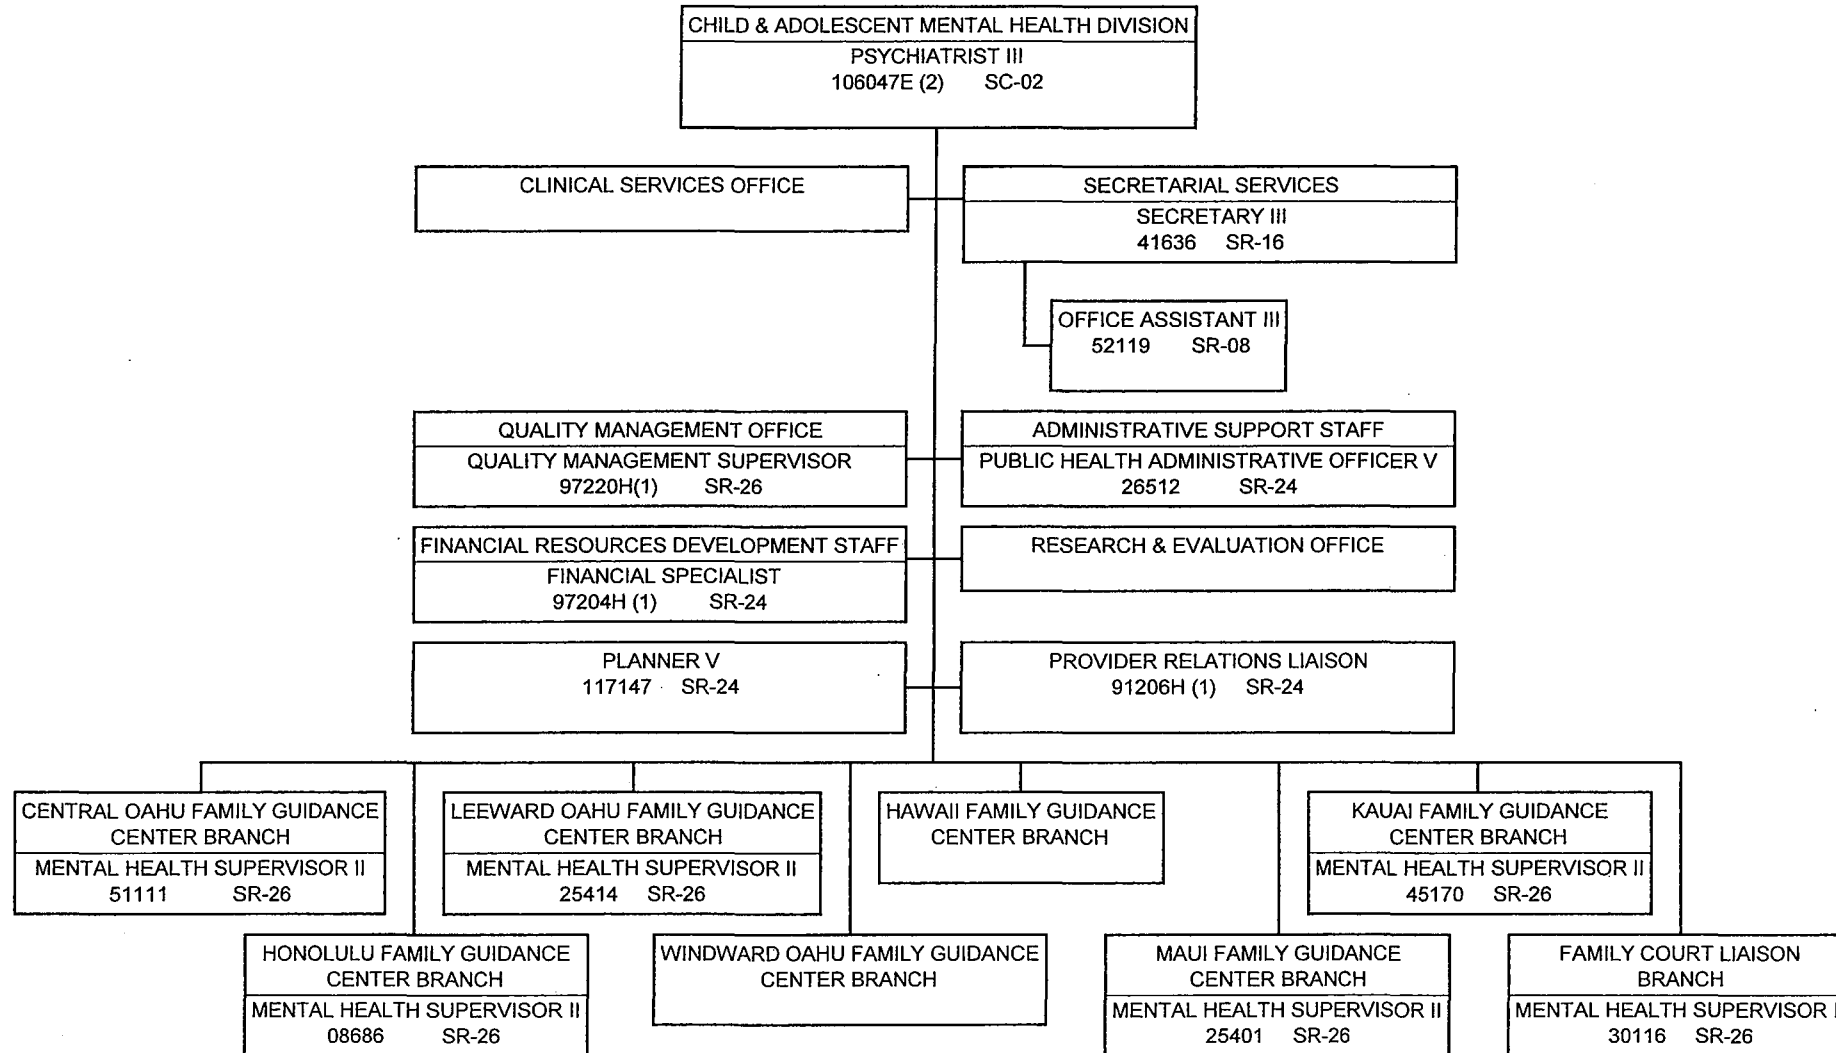 CHILD & ADOLESCENT MENTAL HEALTH DIVISION
PSYCHIATRIST III
106047E (2) SC-02
CLINICAL SERVICES OFFICE
SECRETARIAL SERVICES
SECRETARY III
41636 SR-16
OFFICE ASSISTANT III
52119 SR-08
QUALITY MANAGEMENT OFFICE
QUALITY MANAGEMENT SUPERVISOR
97220H(1) SR-26
ADMINISTRATIVE SUPPORT STAFF
PUBLIC HEALTH ADMINISTRATIVE OFFICER V
26512 SR-24
FINANCIAL RESOURCES DEVELOPMENT STAFF
FINANCIAL SPECIALIST
97204H (1) SR-24
RESEARCH & EVALUATION OFFICE
PLANNER V
117147 SR-24
PROVIDER RELATIONS LIAISON
91206H (1) SR-24
CENTRAL OAHU FAMILY GUIDANCE
CENTER BRANCH
MENTAL HEALTH SUPERVISOR II
51111 SR-26
LEEWARD OAHU FAMILY GUIDANCE
CENTER BRANCH
MENTAL HEALTH SUPERVISOR II
25414 SR-26
HAWAII FAMILY GUIDANCE
CENTER BRANCH
KAUAI FAMILY GUIDANCE
CENTER BRANCH
MENTAL HEALTH SUPERVISOR II
45170 SR-26
HONOLULU FAMILY GUIDANCE
CENTER BRANCH
MENTAL HEALTH SUPERVISOR II
08686 SR-26
WINDWARD OAHU FAMILY GUIDANCE
CENTER BRANCH
MAUI FAMILY GUIDANCE
CENTER BRANCH
MENTAL HEALTH SUPERVISOR II
25401 SR-26
FAMILY COURT LIAISON
BRANCH
MENTAL HEALTH SUPERVISOR
30116 SR-26